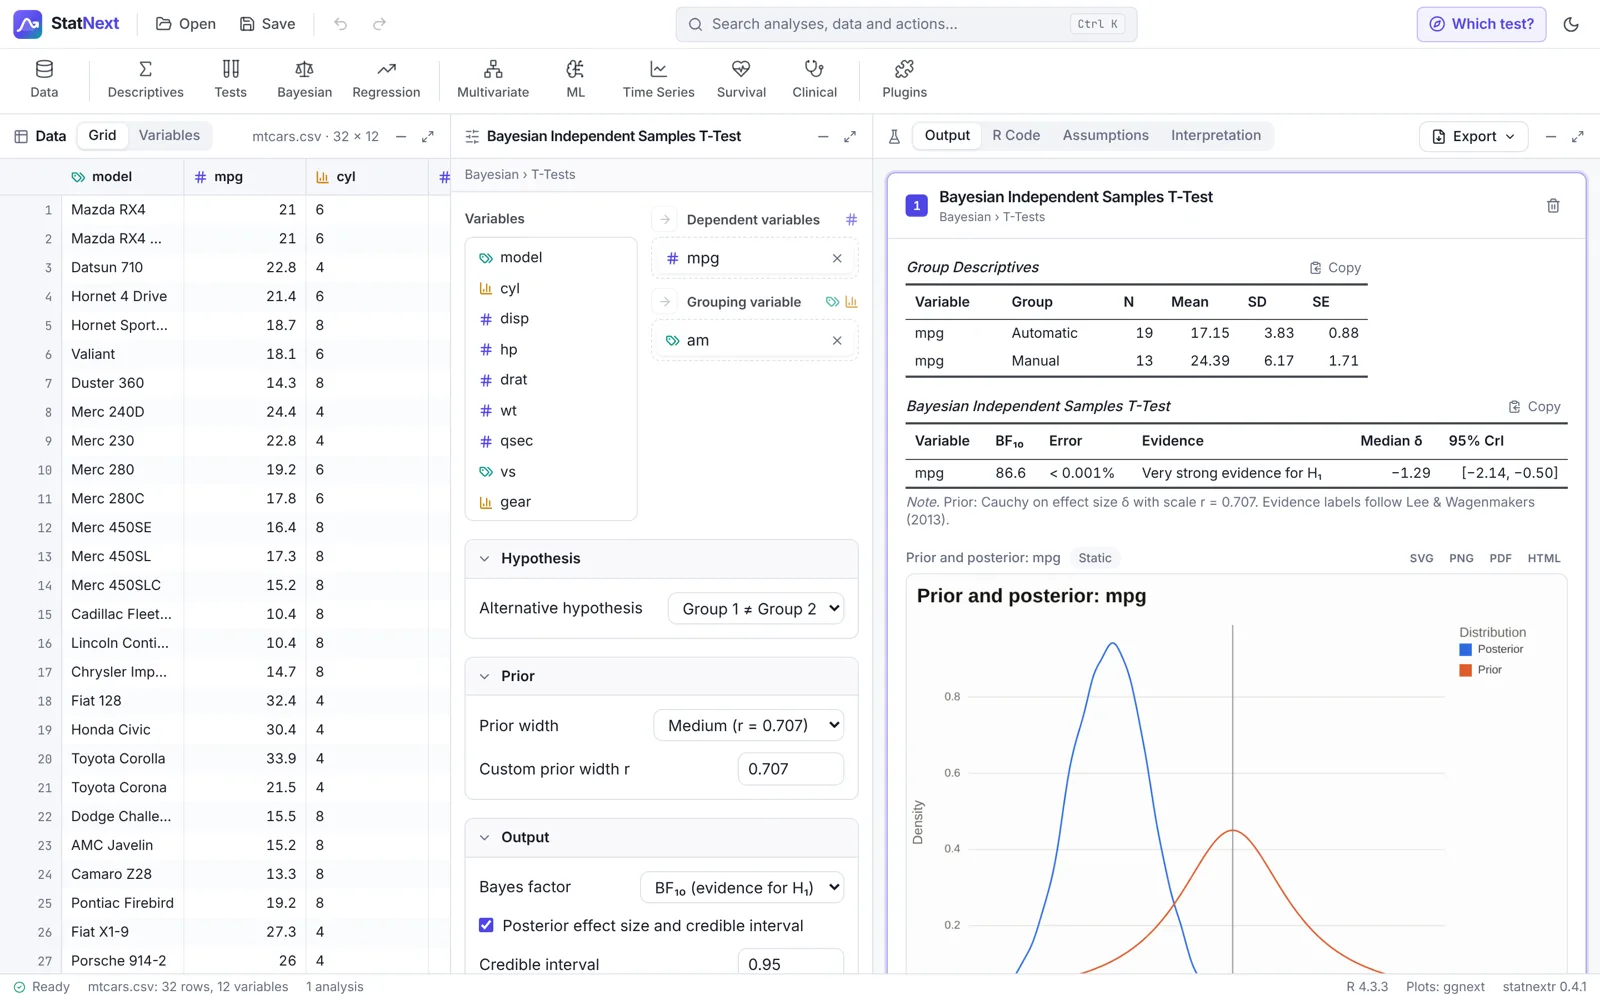 StatNext
Open
Save
Search analyses, data and actions...
Ctrl K
Which test?
Data
Descriptives
Tests
Bayesian
Regression
Multivariate
ML
Time Series
Survival
Clinical
Plugins
Data
Grid
Variables
mtcars.csv · 32 × 12
model
# mpg
cyl
#
1 Mazda RX4 21 6
2 Mazda RX4 ... 21 6
3 Datsun 710 22.8 4
4 Hornet 4 Drive 21.4 6
5 Hornet Sport... 18.7 8
6 Valiant 18.1 6
7 Duster 360 14.3 8
8 Merc 240D 24.4 4
9 Merc 230 22.8 4
10 Merc 280 19.2 6
11 Merc 280C 17.8 6
12 Merc 450SE 16.4 8
13 Merc 450SL 17.3 8
14 Merc 450SLC 15.2 8
15 Cadillac Fleet... 10.4 8
16 Lincoln Conti... 10.4 8
17 Chrysler Imp... 14.7 8
18 Fiat 128 32.4 4
19 Honda Civic 30.4 4
20 Toyota Corolla 33.9 4
21 Toyota Corona 21.5 4
22 Dodge Challe... 15.5 8
23 AMC Javelin 15.2 8
24 Camaro Z28 13.3 8
25 Pontiac Firebird 19.2 8
26 Fiat X1-9 27.3 4
27 Porsche 914-2 26 4
Bayesian Independent Samples T-Test
Bayesian › T-Tests
Variables
model
cyl
# disp
# hp
# drat
# wt
# qsec
vs
gear
Dependent variables #
# mpg
Grouping variable
am
Hypothesis
Alternative hypothesis Group 1 ≠ Group 2
Prior
Prior width Medium (r = 0.707)
Custom prior width r 0.707
Output
Bayes factor BF₁₀ (evidence for H₁)
Posterior effect size and credible interval
Credible interval 0.95
Output
R Code
Assumptions
Interpretation
Export
1
Bayesian Independent Samples T-Test
Bayesian › T-Tests
Group Descriptives
Copy
Variable Group N Mean SD SE
mpg Automatic 19 17.15 3.83 0.88
mpg Manual 13 24.39 6.17 1.71
Bayesian Independent Samples T-Test
Copy
Variable BF₁₀ Error Evidence Median δ 95% CrI
mpg 86.6 < 0.001% Very strong evidence for H₁ −1.29 [−2.14, −0.50]
Note. Prior: Cauchy on effect size δ with scale r = 0.707. Evidence labels follow Lee & Wagenmakers
(2013).
Prior and posterior: mpg
Static
SVG
PNG
PDF
HTML
Prior and posterior: mpg
Distribution
Posterior
Prior
0.8
0.6
0.4
0.2
Density
Ready
mtcars.csv: 32 rows, 12 variables
1 analysis
R 4.3.3
Plots: ggnext
statnextr 0.4.1